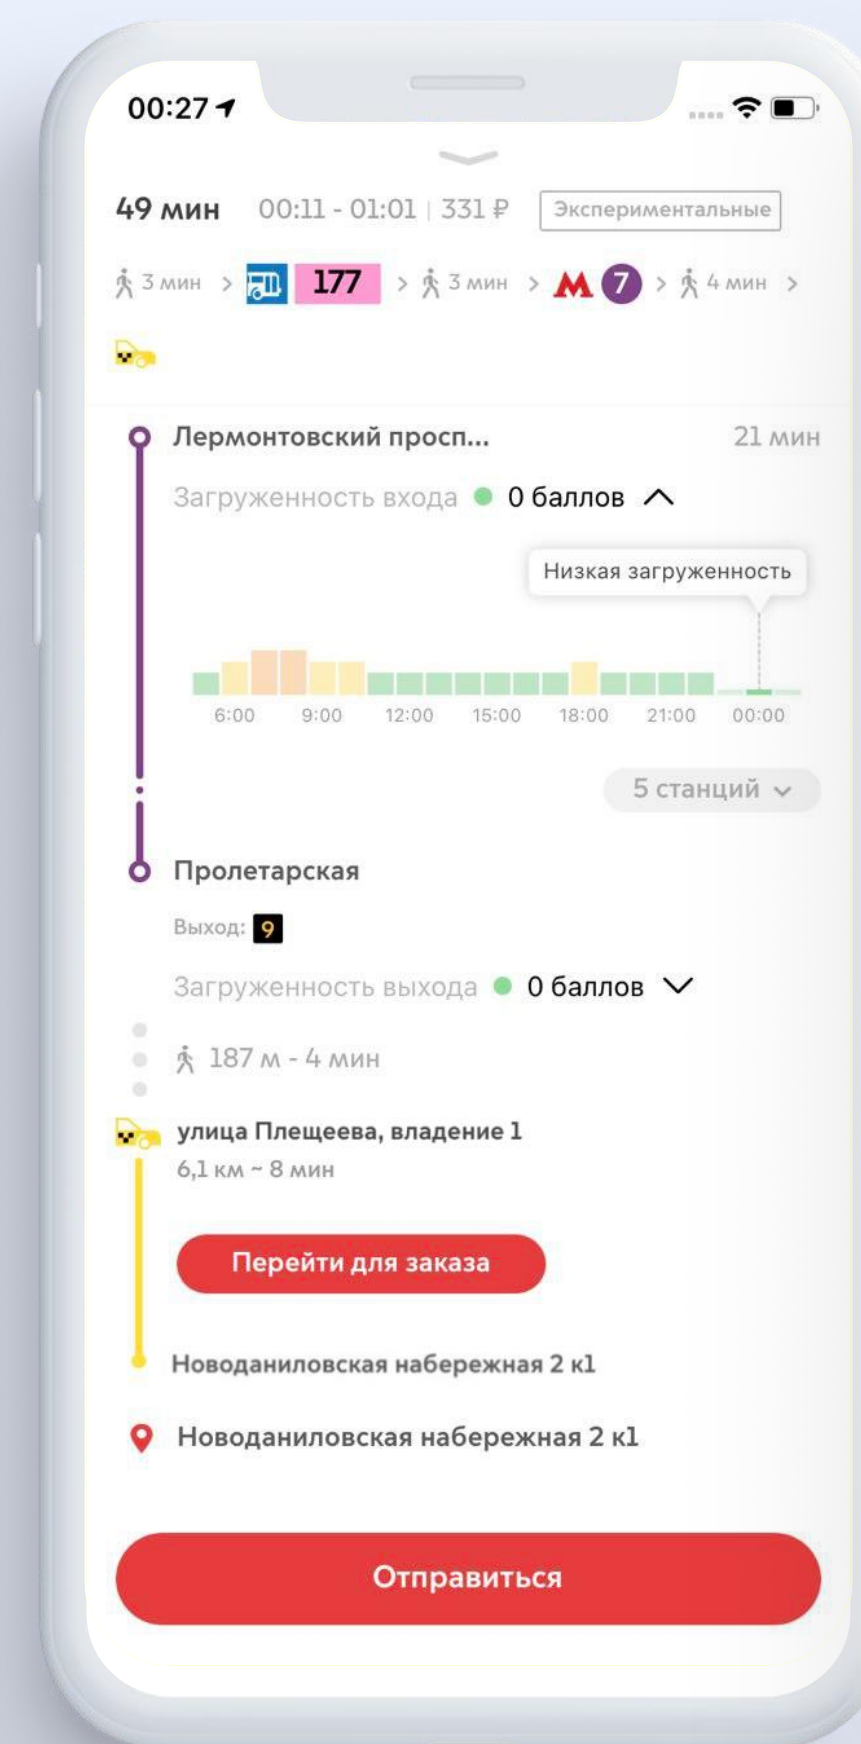 00:27
49 мин 00:11 - 01:01 | 331 ₽ Экспериментальные
3 мин > 177 > 3 мин > М 7 > 4 мин >
Лермонтовский просп... 21 мин
Загруженность входа 0 баллов
Низкая загруженность
6:00 9:00 12:00 15:00 18:00 21:00 00:00
5 станций
Пролетарская
Выход: 9
Загруженность выхода 0 баллов
187 м - 4 мин
улица Плещеева, владение 1
6,1 км ~ 8 мин
Перейти для заказа
Новоданиловская набережная 2 к1
Новоданиловская набережная 2 к1
Отправиться